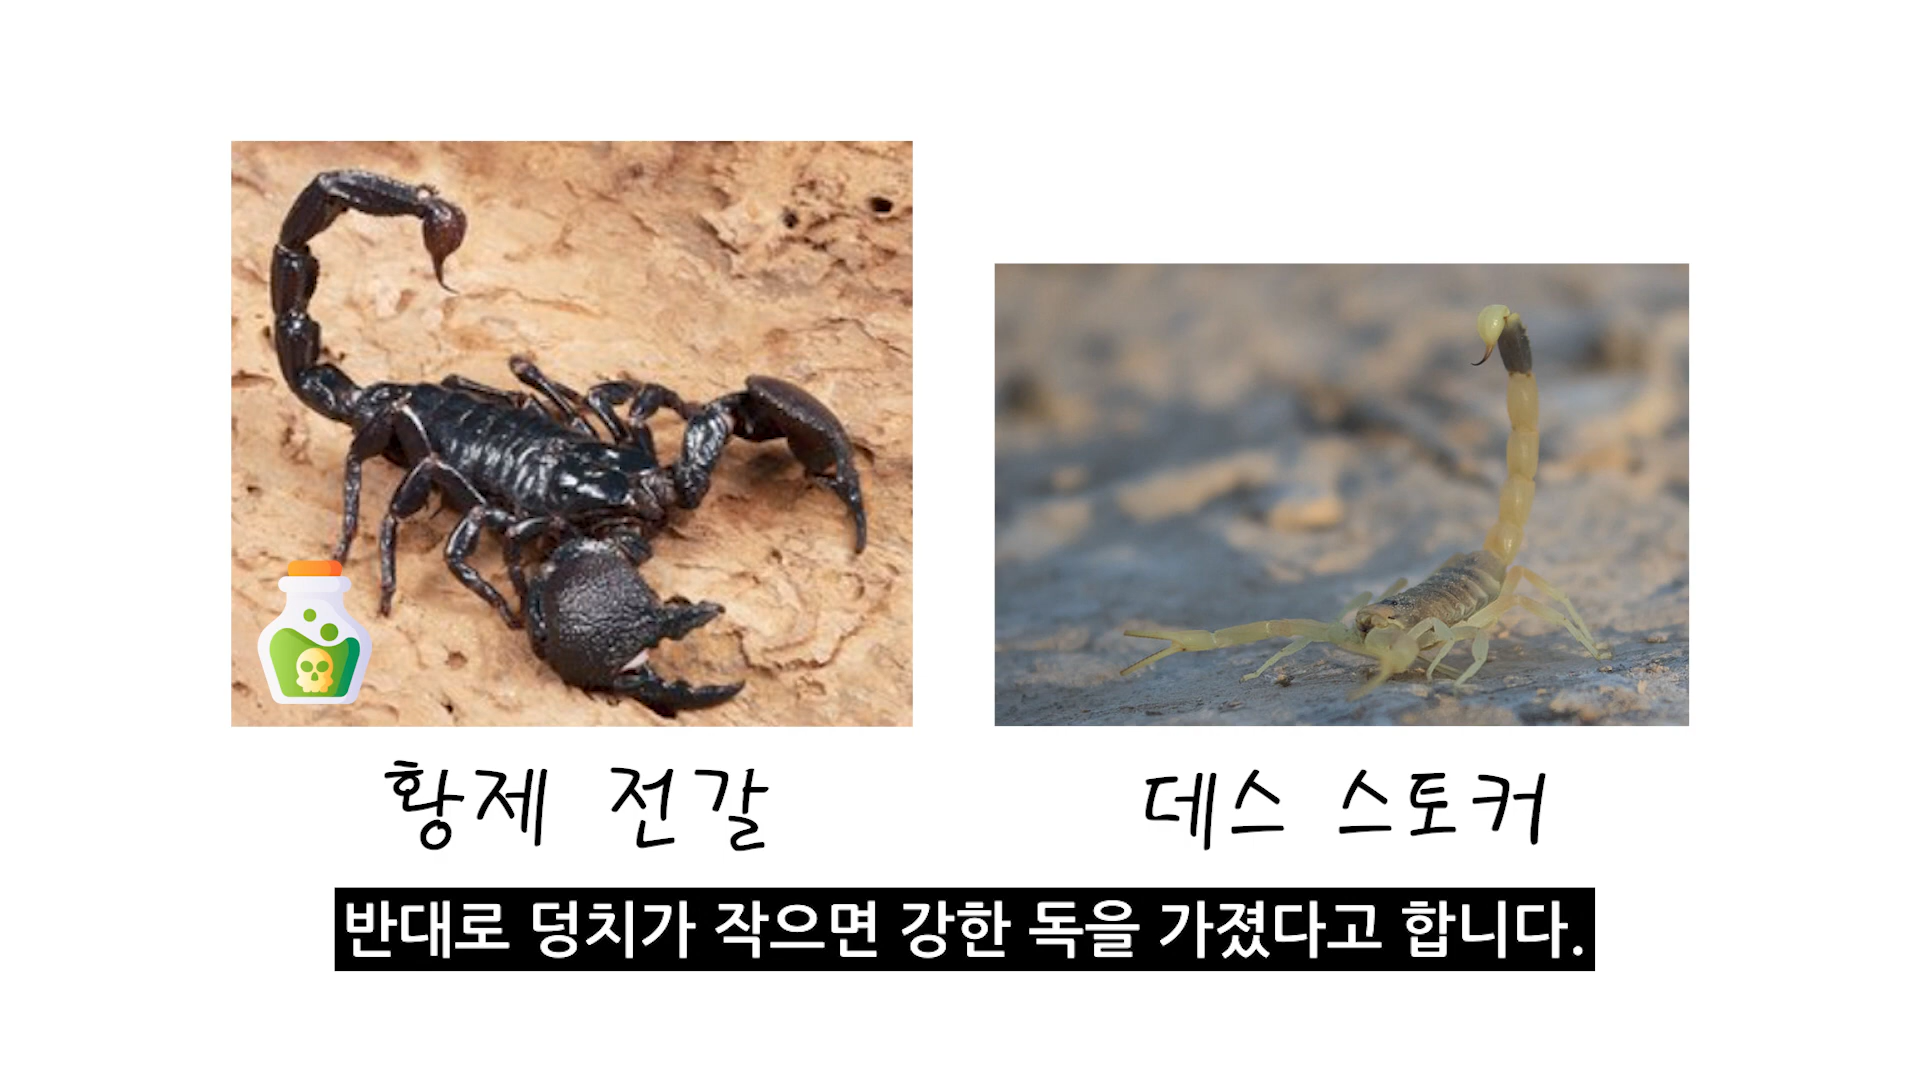 황제 전갈
데스 스토커
반대로 덩치가 작으면 강한 독을 가졌다고 합니다.